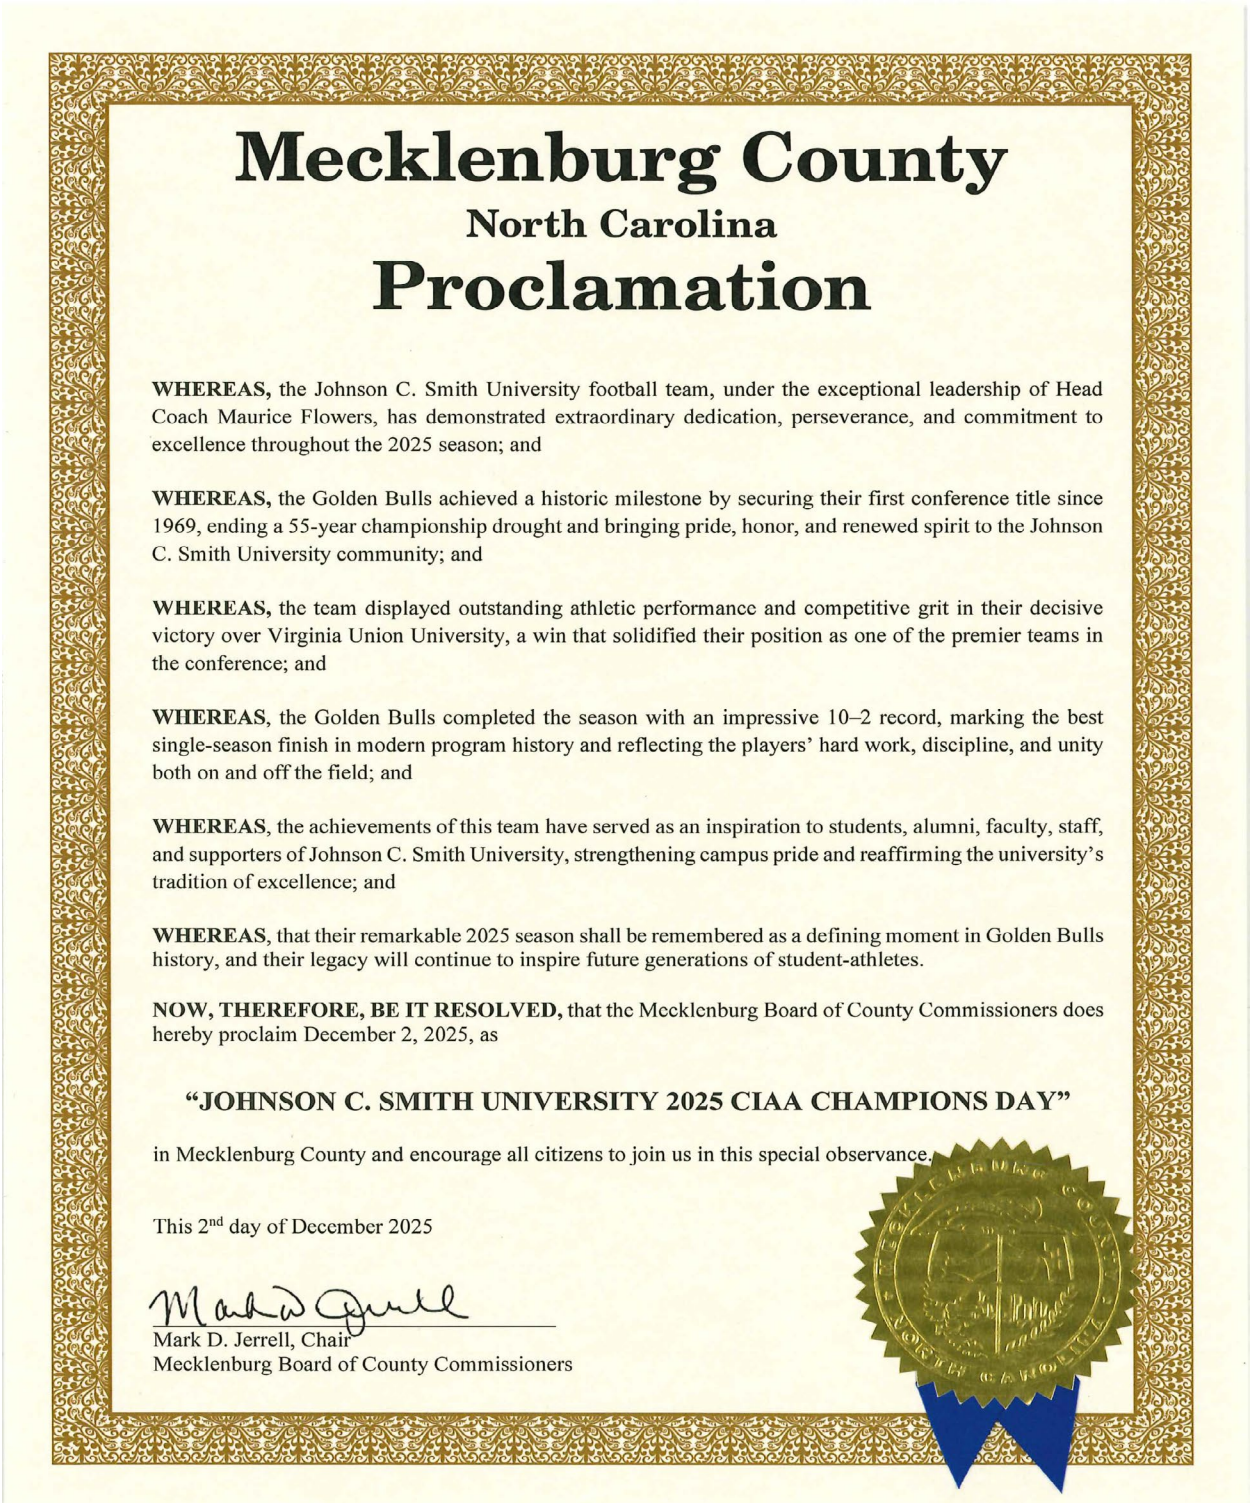 Mecklenburg County
North Carolina
Proclamation
WHEREAS, the Johnson C. Smith University football team, under the exceptional leadership of Head
Coach Maurice Flowers, has demonstrated extraordinary dedication, perseverance, and commitment to
excellence throughout the 2025 season; and
WHEREAS, the Golden Bulls achieved a historic milestone by securing their first conference title since
1969, ending a 55-year championship drought and bringing pride, honor, and renewed spirit to the Johnson
C. Smith University community; and
WHEREAS, the team displayed outstanding athletic performance and competitive grit in their decisive
victory over Virginia Union University, a win that solidified their position as one of the premier teams in
the conference; and
WHEREAS, the Golden Bulls completed the season with an impressive 10–2 record, marking the best
single-season finish in modern program history and reflecting the players’ hard work, discipline, and unity
both on and off the field; and
WHEREAS, the achievements of this team have served as an inspiration to students, alumni, faculty, staff,
and supporters of Johnson C. Smith University, strengthening campus pride and reaffirming the university’s
tradition of excellence; and
WHEREAS, that their remarkable 2025 season shall be remembered as a defining moment in Golden Bulls
history, and their legacy will continue to inspire future generations of student-athletes.
NOW, THEREFORE, BE IT RESOLVED, that the Mecklenburg Board of County Commissioners does
hereby proclaim December 2, 2025, as
“JOHNSON C. SMITH UNIVERSITY 2025 CIAA CHAMPIONS DAY”
in Mecklenburg County and encourage all citizens to join us in this special observance.
This 2nd day of December 2025
Mark D Jerrell
Mark D. Jerrell, Chair
Mecklenburg Board of County Commissioners
MECKLENBURG COUNTY
NORTH CAROLINA